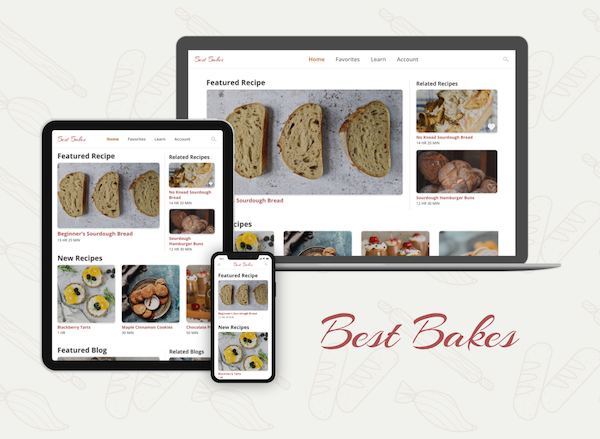 Best Bakes
Home Favorites Learn Account
Featured Recipe
Related Recipes
No Knead Sourdough Bread
14 HR 20 MIN
Sourdough Hamburger Buns
12 HR 30 MIN
Sourdough Bread
cipes
Best Bakes
Home Favorites Learn Account
Featured Recipe
Related Recipes
No Knead Sourdough
Bread
14 HR 20 MIN
Sourdough
Hamburger Buns
12 HR 30 MIN
Beginner's Sourdough Bread
13 HR 25 MIN
New Recipes
Blackberry Tarts
1 HR
Maple Cinnamon Cookies
30 MIN
Chocolate
Featured Blog
Related Blogs
Best Bakes
Featured Recipe
Beginner's Sourdough Bread
New Recipes
Blackberry Tarts
Best Bakes